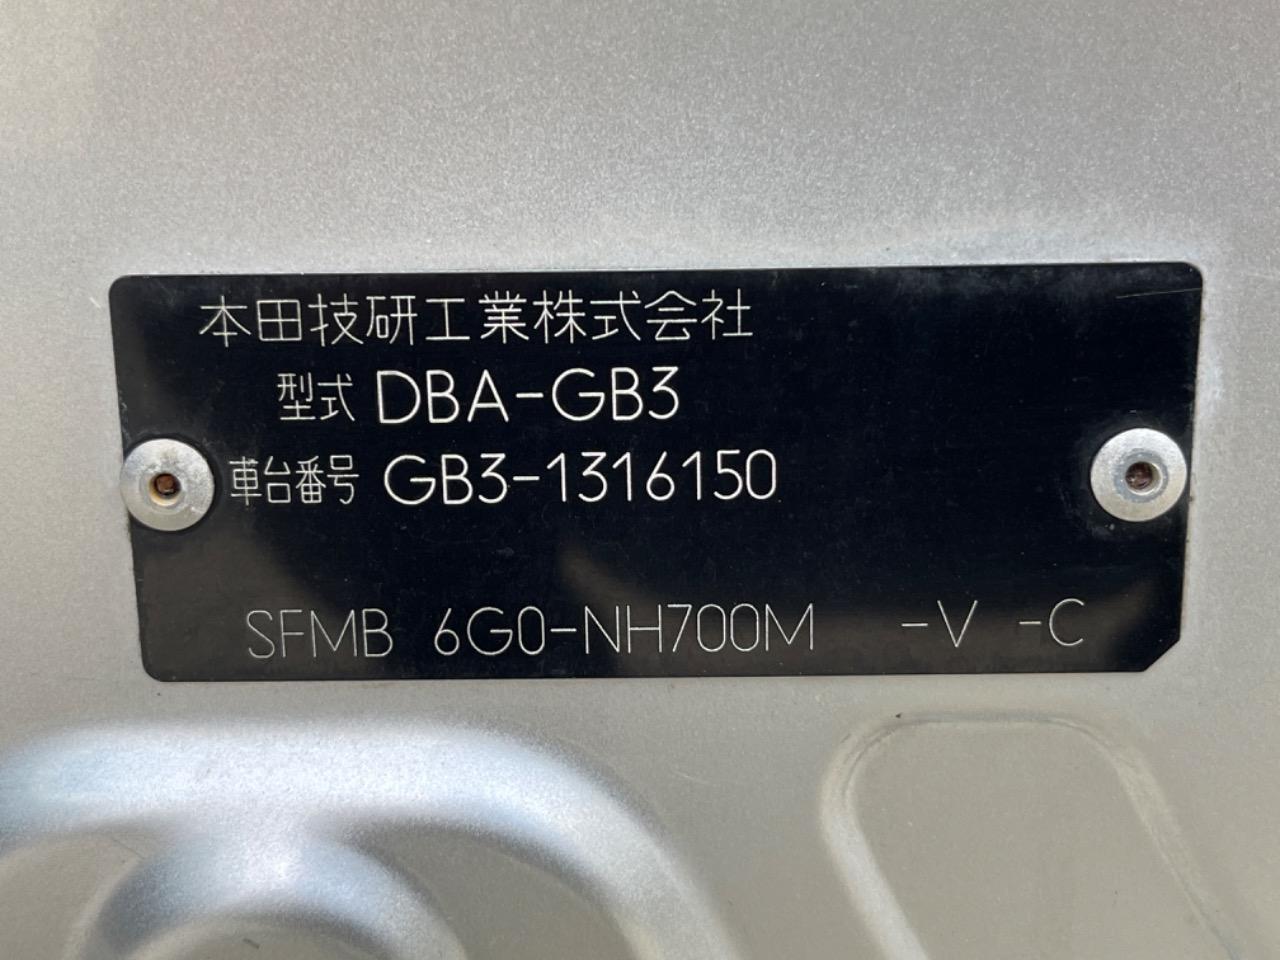 本田技研工業株式会社
型式 DBA-GB3
車台番号 GB3-1316150
SFMB 6G0-NH700M -V -C